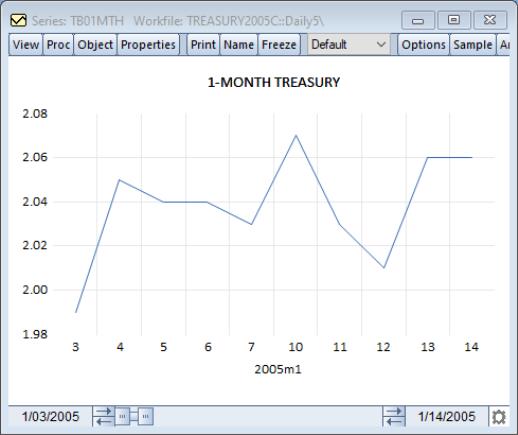 Series: TB01MTH Workfile: TREASURY2005C::Daily5\
View Proc Object Properties Print Name Freeze Default Options Sample
1-MONTH TREASURY
2.08
2.06
2.04
2.02
2.00
1.98
3 4 5 6 7 10 11 12 13 14
2005m1
1/03/2005 1/14/2005